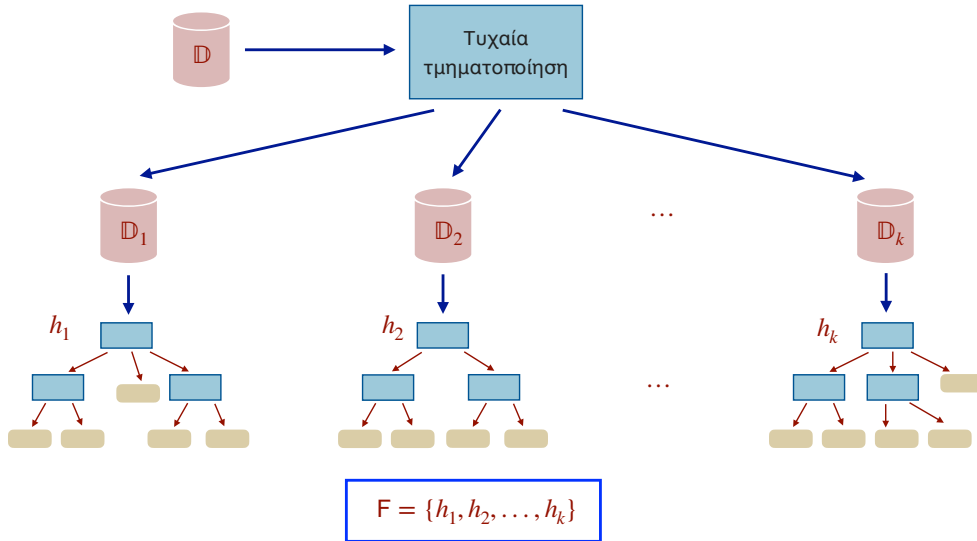 𝔻
Τυχαία
τμηματοποίηση
𝔻₁
𝔻₂
…
𝔻ₖ
h₁
h₂
hₖ
…
F = {h₁, h₂, . . . , hₖ}